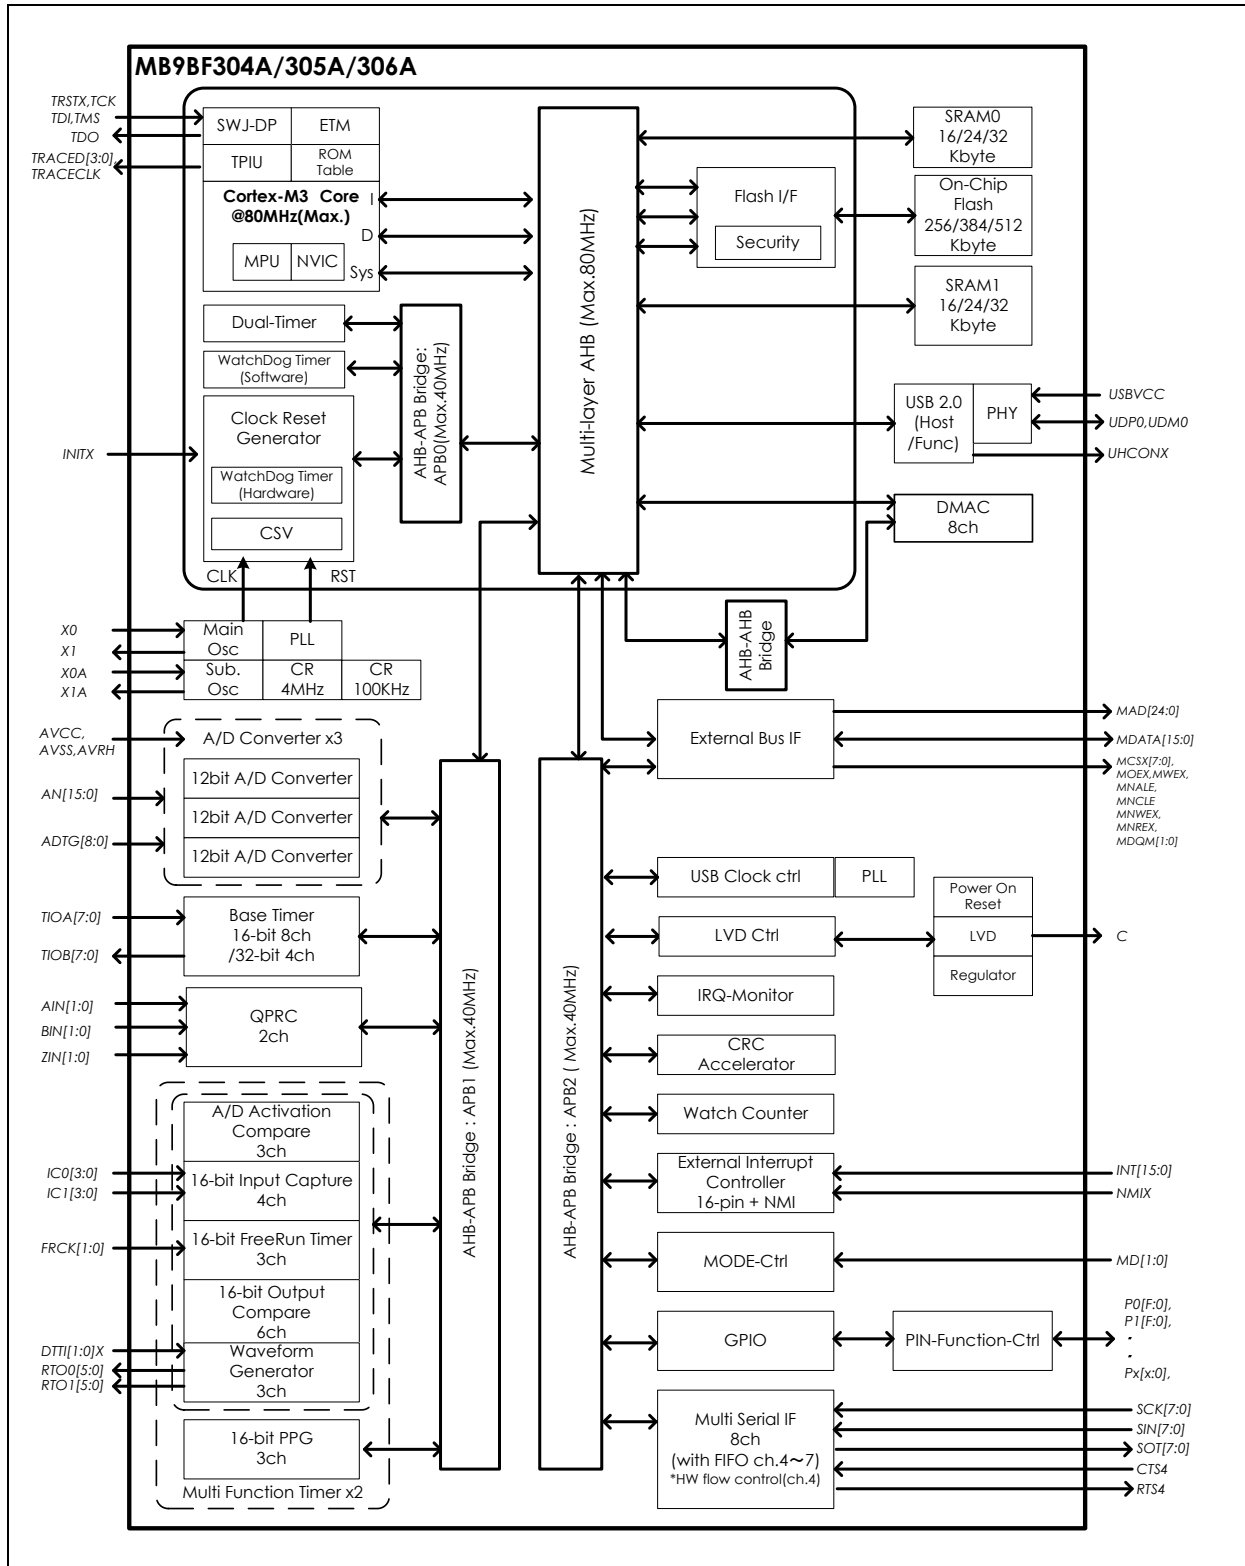 MB9BF304A/305A/306A
TRSTX,TCK
TDI,TMS
TDO
TRACED[3:0],
TRACECLK
SWJ-DP
ETM
TPIU
ROM
Table
Cortex-M3 Core
@80MHz(Max.)
I
D
Sys
MPU
NVIC
Dual-Timer
WatchDog Timer
(Software)
Clock Reset
Generator
WatchDog Timer
(Hardware)
CSV
CLK
RST
INITX
AHB-APB Bridge:
APB0(Max.40MHz)
Multi-layer AHB (Max.80MHz)
Flash I/F
Security
SRAM0
16/24/32
Kbyte
On-Chip
Flash
256/384/512
Kbyte
SRAM1
16/24/32
Kbyte
USB 2.0
(Host
/Func)
PHY
USBVCC
UDP0,UDM0
UHCONX
DMAC
8ch
AHB-AHB
Bridge
X0
X1
X0A
X1A
Main
Osc
PLL
Sub.
Osc
CR
4MHz
CR
100KHz
AVCC,
AVSS,AVRH
AN[15:0]
ADTG[8:0]
A/D Converter x3
12bit A/D Converter
12bit A/D Converter
12bit A/D Converter
TIOA[7:0]
TIOB[7:0]
Base Timer
16-bit 8ch
/32-bit 4ch
AIN[1:0]
BIN[1:0]
ZIN[1:0]
QPRC
2ch
A/D Activation
Compare
3ch
IC0[3:0]
IC1[3:0]
16-bit Input Capture
4ch
FRCK[1:0]
16-bit FreeRun Timer
3ch
16-bit Output
Compare
6ch
DTTI[1:0]X
RTO0[5:0]
RTO1[5:0]
Waveform
Generator
3ch
16-bit PPG
3ch
Multi Function Timer x2
AHB-APB Bridge : APB1 (Max.40MHz)
AHB-APB Bridge : APB2 ( Max.40MHz)
External Bus IF
MAD[24:0]
MDATA[15:0]
MCSX[7:0],
MOEX,MWEX,
MNALE,
MNCLE
MNWEX,
MNREX,
MDQM[1:0]
USB Clock ctrl
PLL
LVD Ctrl
Power On
Reset
LVD
Regulator
C
IRQ-Monitor
CRC
Accelerator
Watch Counter
External Interrupt
Controller
16-pin + NMI
INT[15:0]
NMIX
MODE-Ctrl
MD[1:0]
GPIO
PIN-Function-Ctrl
P0[F:0],
P1[F:0],
.
.
Px[x:0],
Multi Serial IF
8ch
(with FIFO ch.4~7)
*HW flow control(ch.4)
SCK[7:0]
SIN[7:0]
SOT[7:0]
CTS4
RTS4